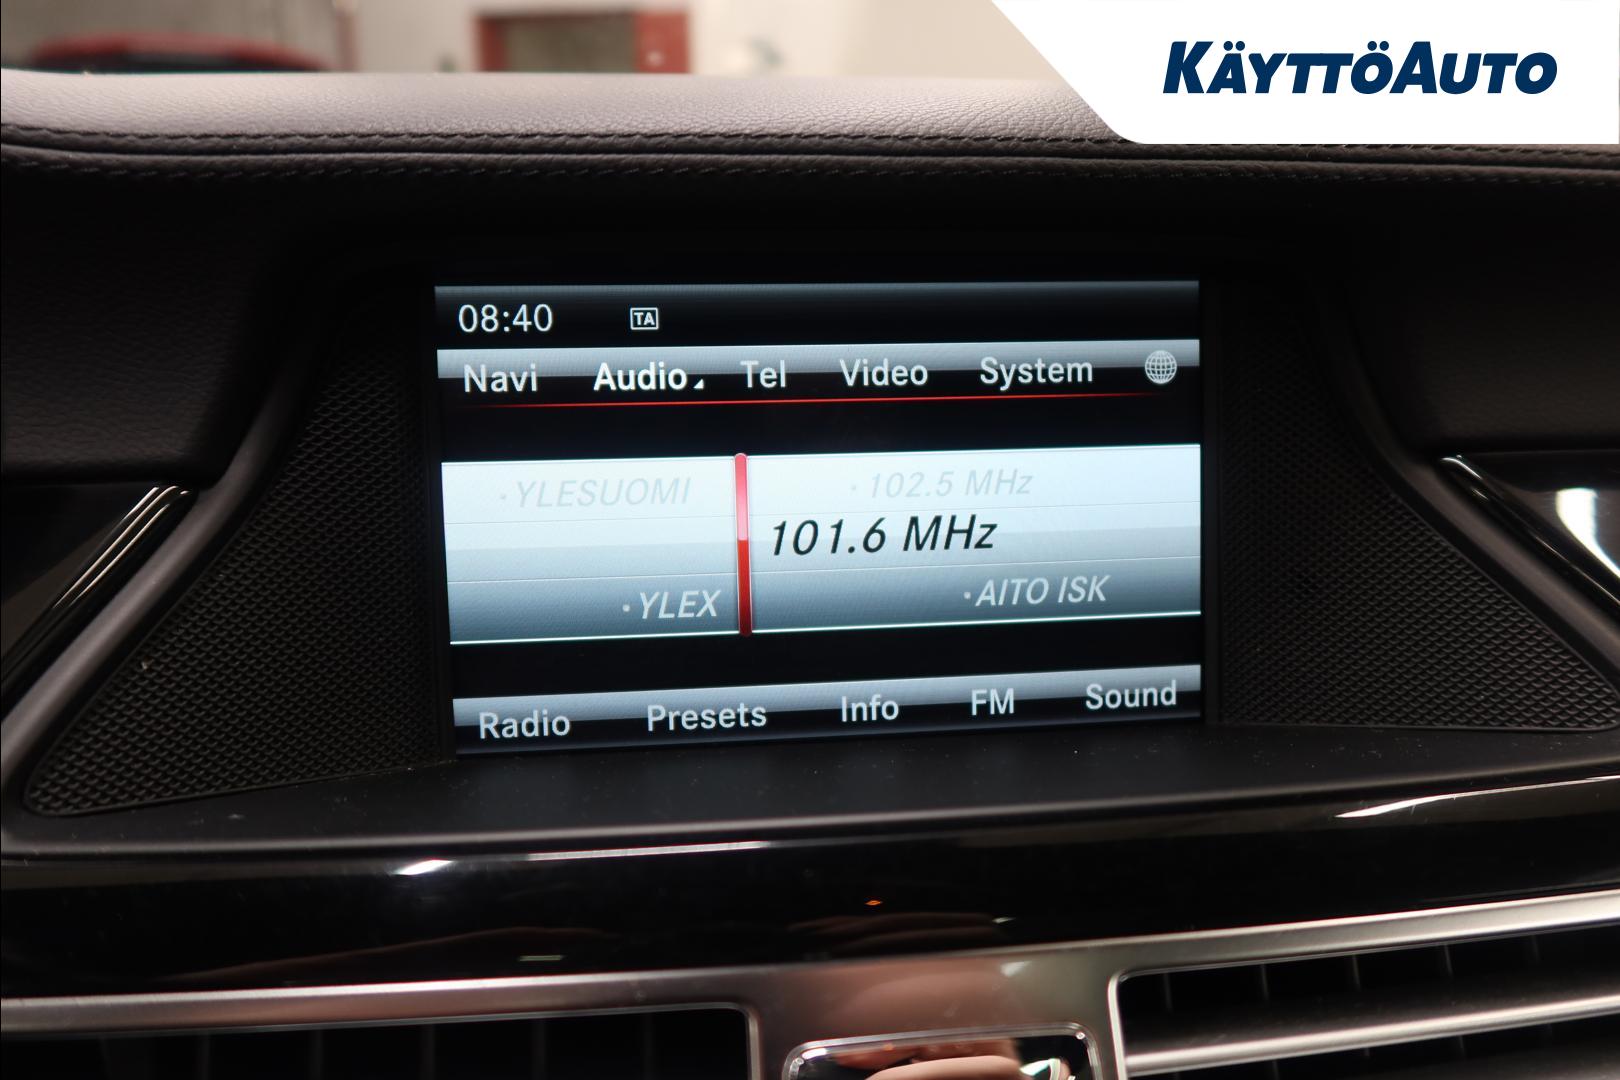 KÄYTTÖAUTO
08:40 TA
Navi Audio Tel Video System
·YLESUOMI ·102.5 MHz
101.6 MHz
·YLEX ·AITO ISK
Radio Presets Info FM Sound